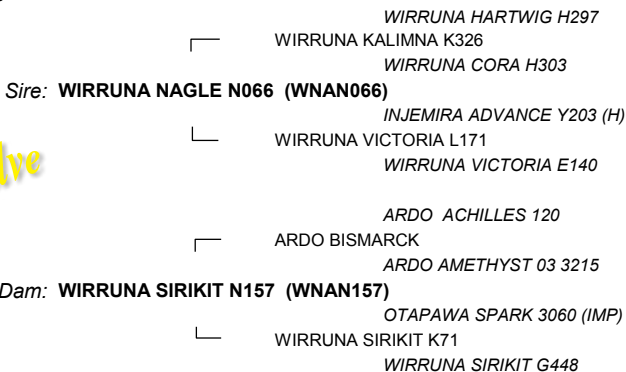 WIRRUNA HARTWIG H297
WIRRUNA KALIMNA K326
WIRRUNA CORA H303
Sire: WIRRUNA NAGLE N066 (WNAN066)
INJEMIRA ADVANCE Y203 (H)
WIRRUNA VICTORIA L171
WIRRUNA VICTORIA E140
ARDO ACHILLES 120
ARDO BISMARCK
ARDO AMETHYST 03 3215
Dam: WIRRUNA SIRIKIT N157 (WNAN157)
OTAPAWA SPARK 3060 (IMP)
WIRRUNA SIRIKIT K71
WIRRUNA SIRIKIT G448